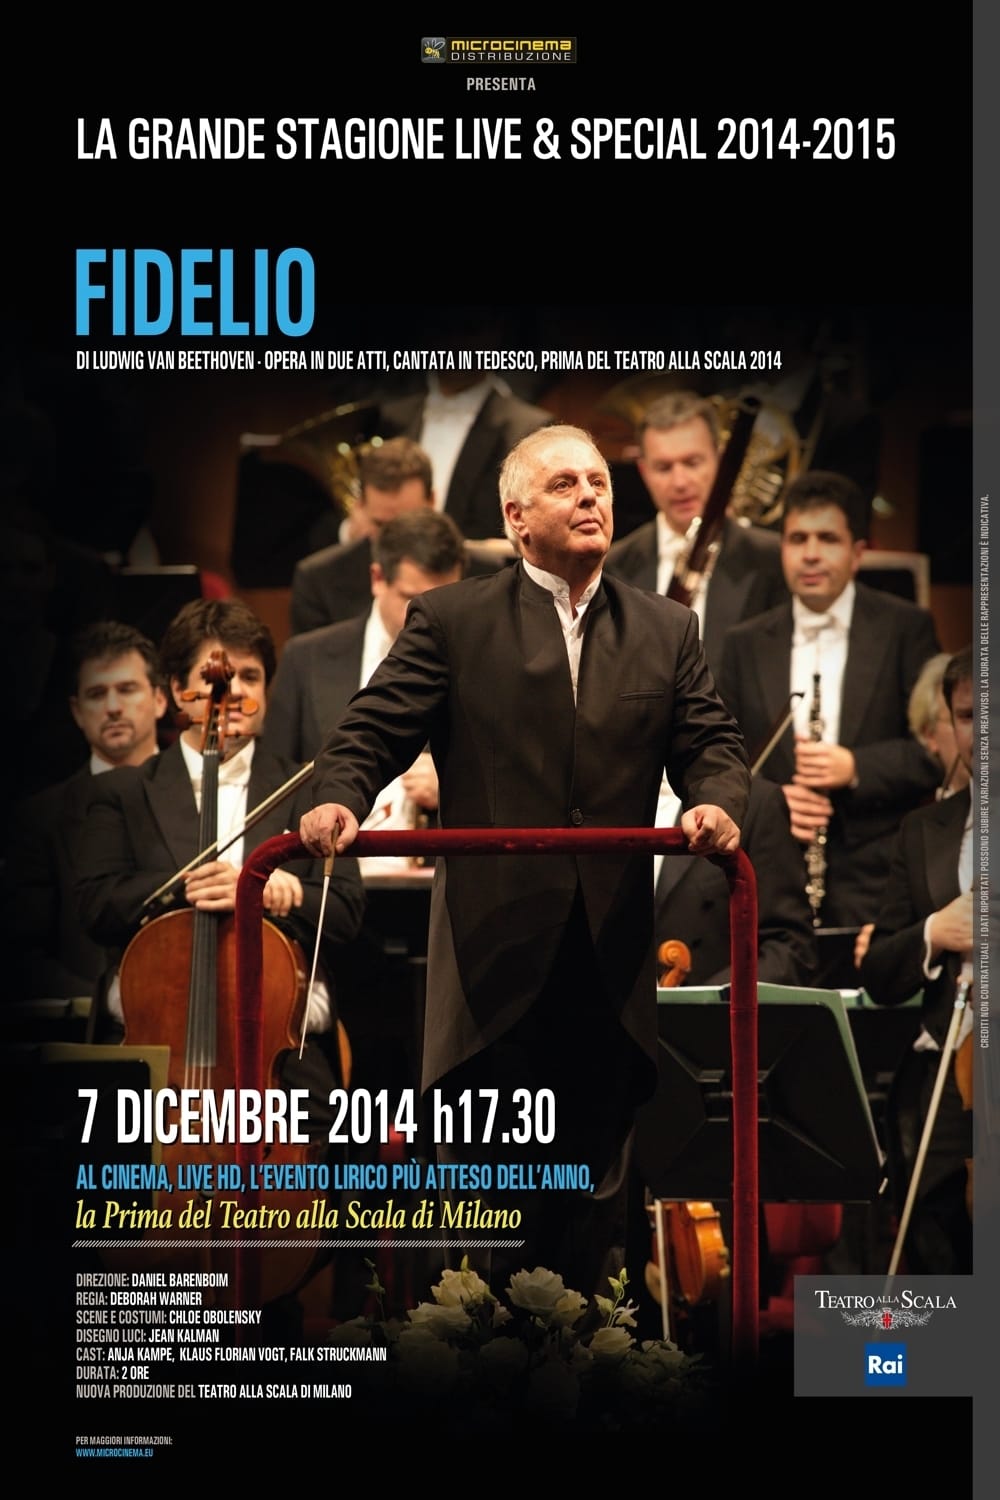 microcinema
DISTRIBUZIONE
PRESENTA
LA GRANDE STAGIONE LIVE & SPECIAL 2014-2015
FIDELIO
DI LUDWIG VAN BEETHOVEN - OPERA IN DUE ATTI, CANTATA IN TEDESCO, PRIMA DEL TEATRO ALLA SCALA 2014
7 DICEMBRE 2014 h17.30
AL CINEMA, LIVE HD, L'EVENTO LIRICO PIÙ ATTESO DELL'ANNO,
la Prima del Teatro alla Scala di Milano
DIREZIONE: DANIEL BARENBOIM
REGIA: DEBORAH WARNER
SCENE E COSTUMI: CHLOE OBOLENSKY
DISEGNO LUCI: JEAN KALMAN
CAST: ANJA KAMPE, KLAUS FLORIAN VOGT, FALK STRUCKMANN
DURATA: 2 ORE
NUOVA PRODUZIONE DEL TEATRO ALLA SCALA DI MILANO
PER MAGGIORI INFORMAZIONI:
WWW.MICROCINEMA.EU
TEATRO ALLA SCALA
Rai
CREDITI NON CONTRATTUALI - I DATI RIPORTATI POSSONO SUBIRE VARIAZIONI SENZA PREAVVISO. LA DURATA DELLE RAPPRESENTAZIONI È INDICATIVA.